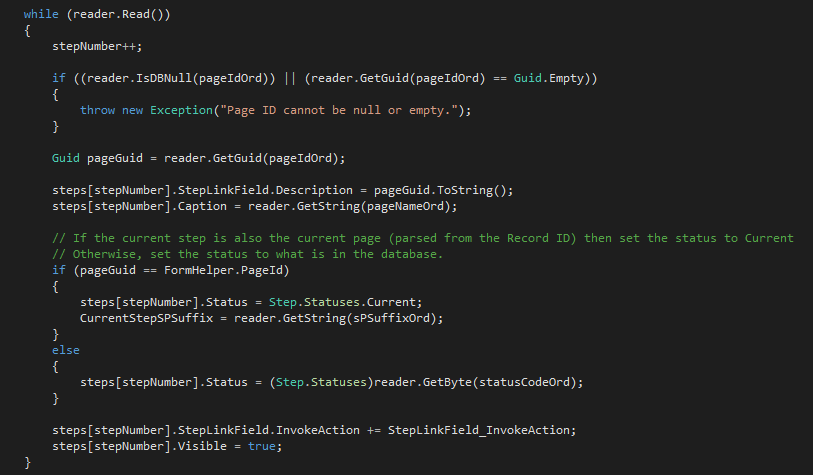 while (reader.Read())
{
    stepNumber++;

    if ((reader.IsDBNull(pageIdOrd)) || (reader.GetGuid(pageIdOrd) == Guid.Empty))
    {
        throw new Exception("Page ID cannot be null or empty.");
    }

    Guid pageGuid = reader.GetGuid(pageIdOrd);

    steps[stepNumber].StepLinkField.Description = pageGuid.ToString();
    steps[stepNumber].Caption = reader.GetString(pageNameOrd);

    // If the current step is also the current page (parsed from the Record ID) then set the status to Current
    // Otherwise, set the status to what is in the database.
    if (pageGuid == FormHelper.PageId)
    {
        steps[stepNumber].Status = Step.Statuses.Current;
        CurrentStepSPSuffix = reader.GetString(sPSuffixOrd);
    }
    else
    {
        steps[stepNumber].Status = (Step.Statuses)reader.GetByte(statusCodeOrd);
    }

    steps[stepNumber].StepLinkField.InvokeAction += StepLinkField_InvokeAction;
    steps[stepNumber].Visible = true;
}